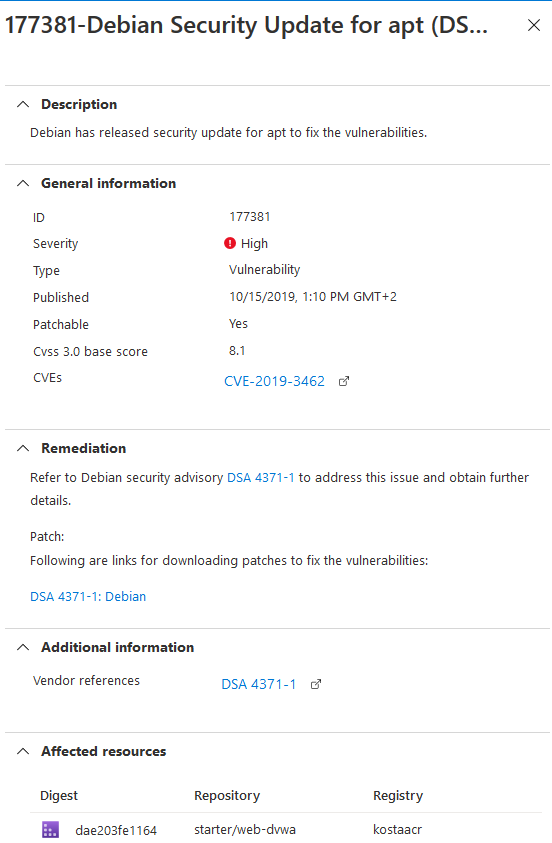 177381-Debian Security Update for apt (DS...
Description
Debian has released security update for apt to fix the vulnerabilities.
General information
ID 177381
Severity High
Type Vulnerability
Published 10/15/2019, 1:10 PM GMT+2
Patchable Yes
Cvss 3.0 base score 8.1
CVEs CVE-2019-3462
Remediation
Refer to Debian security advisory DSA 4371-1 to address this issue and obtain further
details.
Patch:
Following are links for downloading patches to fix the vulnerabilities:
DSA 4371-1: Debian
Additional information
Vendor references DSA 4371-1
Affected resources
Digest Repository Registry
dae203fe1164 starter/web-dvwa kostaacr